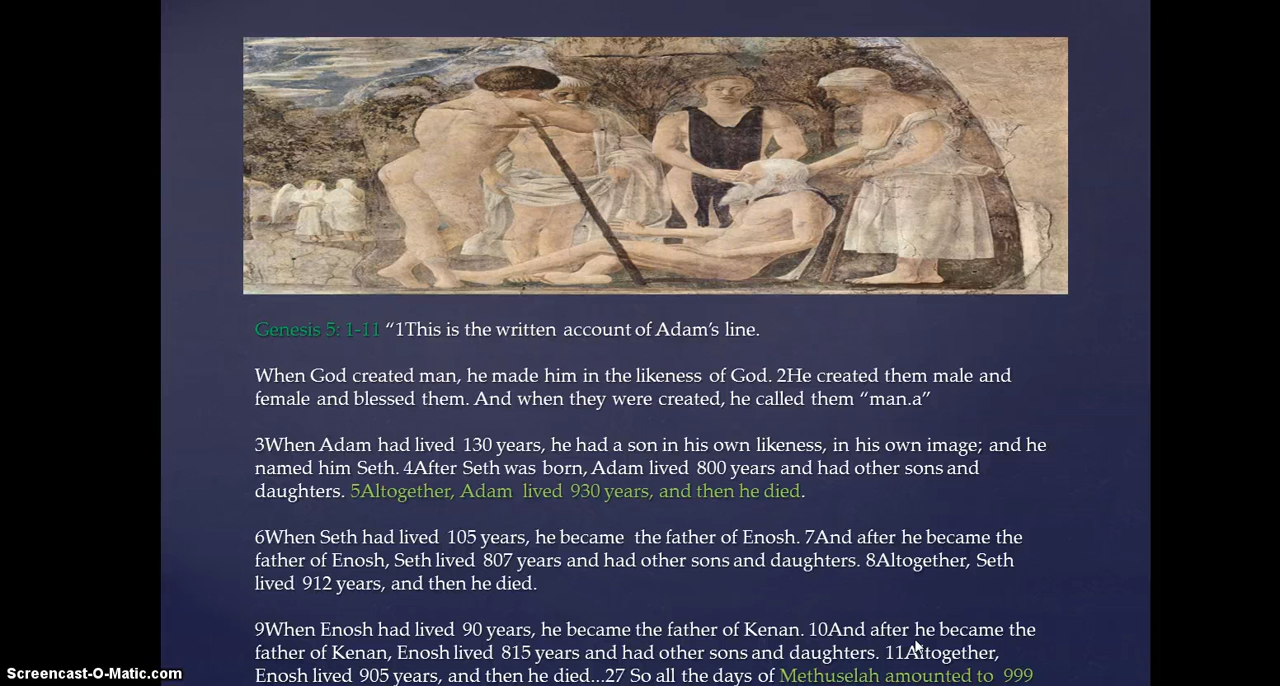 Genesis 5: 1-11 “1This is the written account of Adam’s line.
When God created man, he made him in the likeness of God. 2He created them male and
female and blessed them. And when they were created, he called them “man.a”
3When Adam had lived 130 years, he had a son in his own likeness, in his own image; and he
named him Seth. 4After Seth was born, Adam lived 800 years and had other sons and
daughters. 5Altogether, Adam lived 930 years, and then he died.
6When Seth had lived 105 years, he became the father of Enosh. 7And after he became the
father of Enosh, Seth lived 807 years and had other sons and daughters. 8Altogether, Seth
lived 912 years, and then he died.
9When Enosh had lived 90 years, he became the father of Kenan. 10And after he became the
father of Kenan, Enosh lived 815 years and had other sons and daughters. 11Altogether,
Enosh lived 905 years, and then he died...27 So all the days of Methuselah amounted to 999
Screencast-O-Matic.com